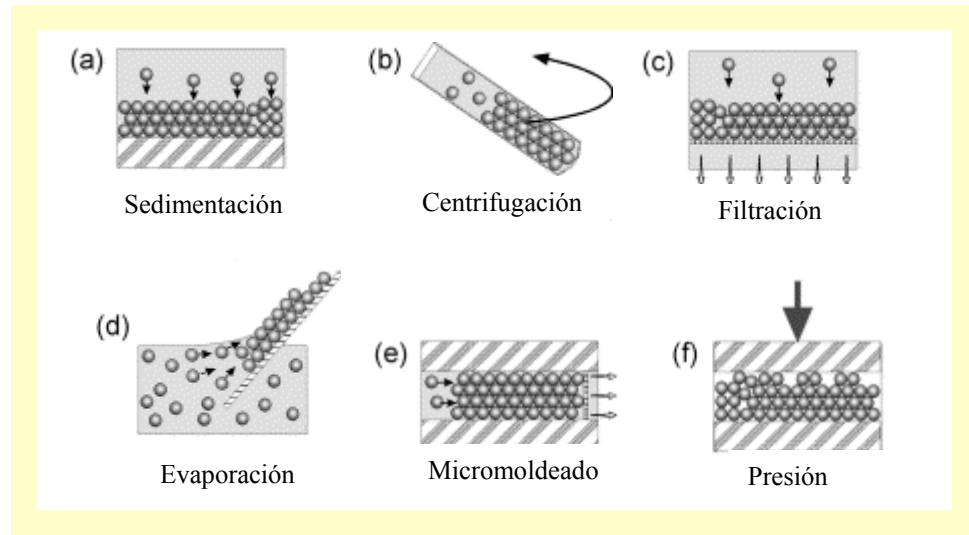 (a)
(b)
(c)
Sedimentación
Centrifugación
Filtración
(d)
(e)
(f)
Evaporación
Micromoldeado
Presión